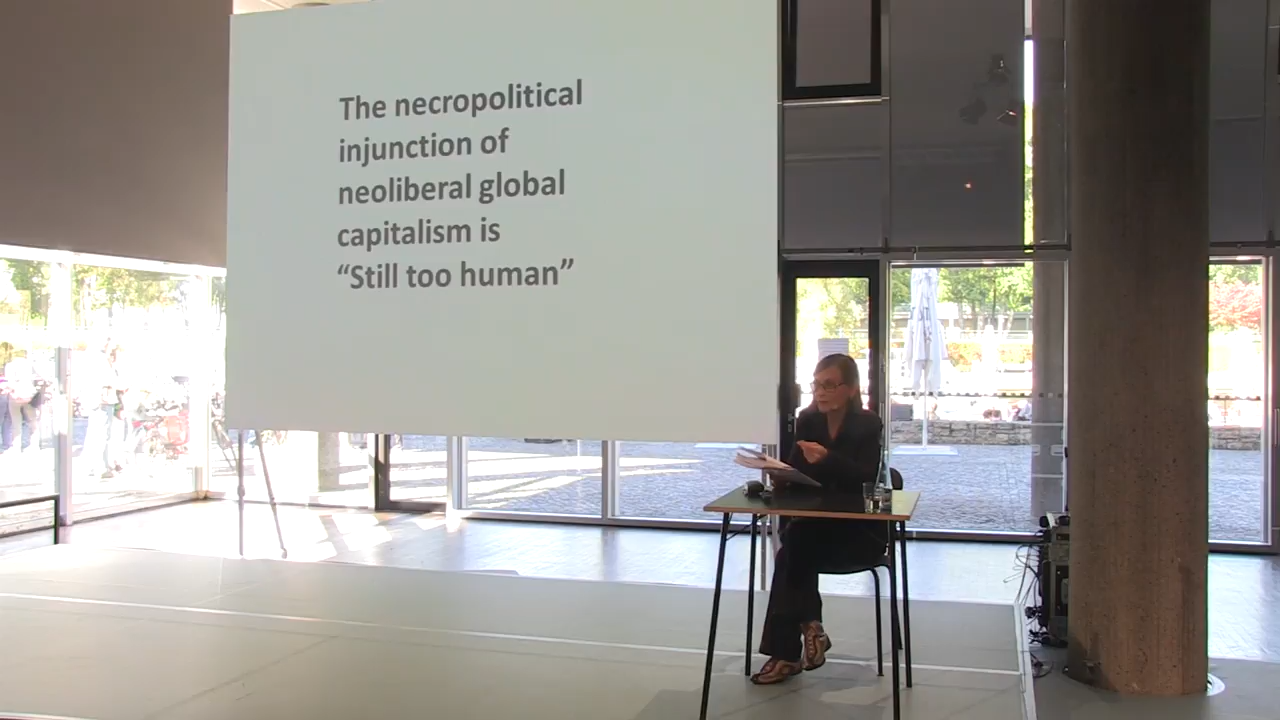 The necropolitical
injunction of
neoliberal global
capitalism is
“Still too human”